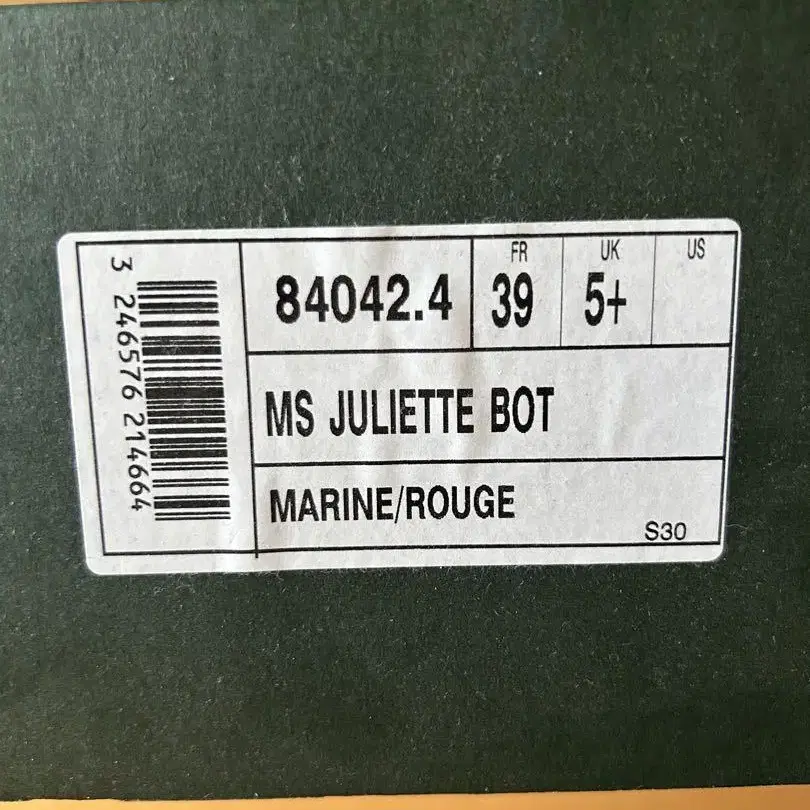 3 246576 214664
84042.4
FR
39
UK
5+
US
MS JULIETTE BOT
MARINE/ROUGE
S30